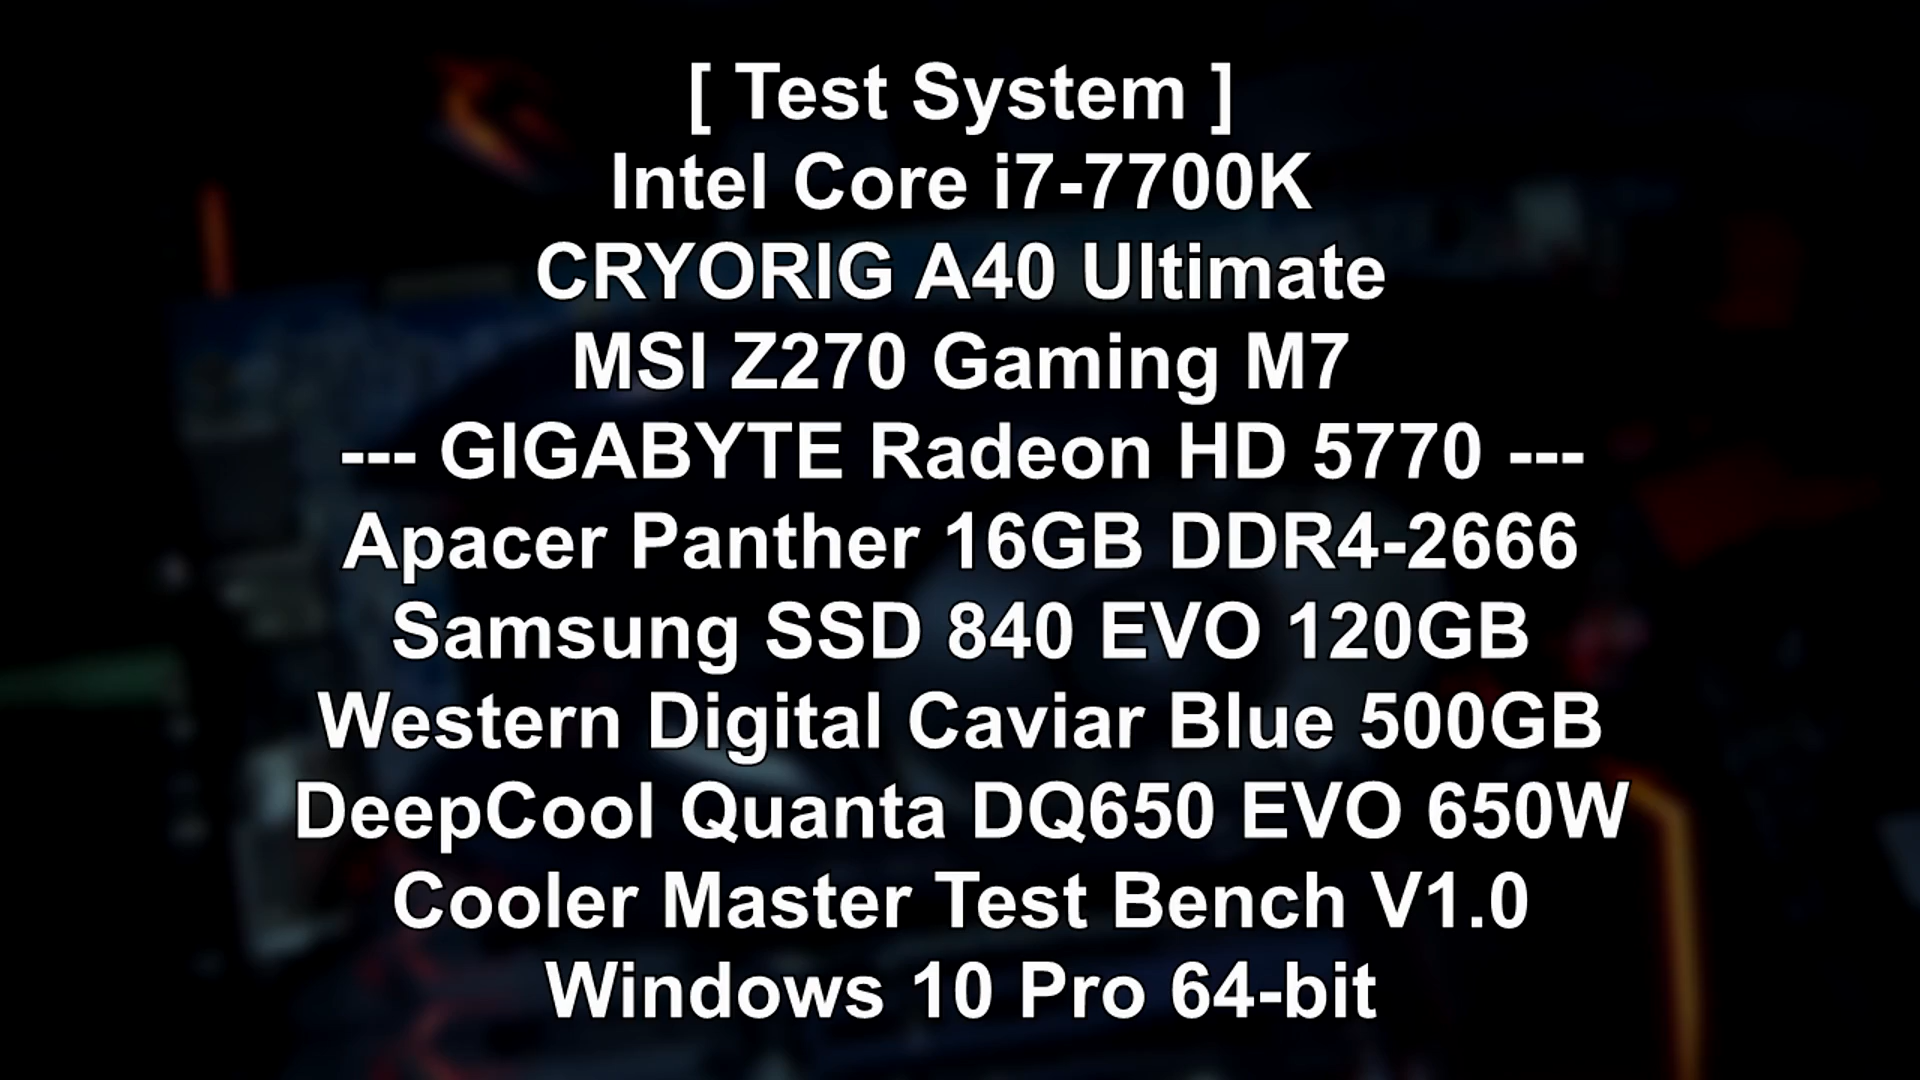 [ Test System ]
Intel Core i7-7700K
CRYORIG A40 Ultimate
MSI Z270 Gaming M7
--- GIGABYTE Radeon HD 5770 ---
Apacer Panther 16GB DDR4-2666
Samsung SSD 840 EVO 120GB
Western Digital Caviar Blue 500GB
DeepCool Quanta DQ650 EVO 650W
Cooler Master Test Bench V1.0
Windows 10 Pro 64-bit